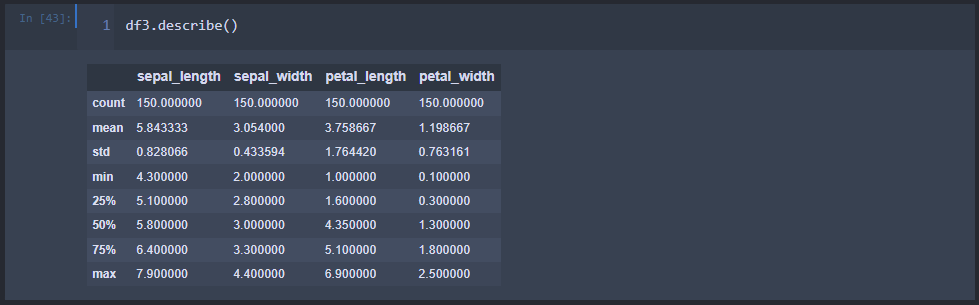 In [43]: 1 df3.describe()
sepal_length sepal_width petal_length petal_width
count 150.000000 150.000000 150.000000 150.000000
mean 5.843333 3.054000 3.758667 1.198667
std 0.828066 0.433594 1.764420 0.763161
min 4.300000 2.000000 1.000000 0.100000
25% 5.100000 2.800000 1.600000 0.300000
50% 5.800000 3.000000 4.350000 1.300000
75% 6.400000 3.300000 5.100000 1.800000
max 7.900000 4.400000 6.900000 2.500000